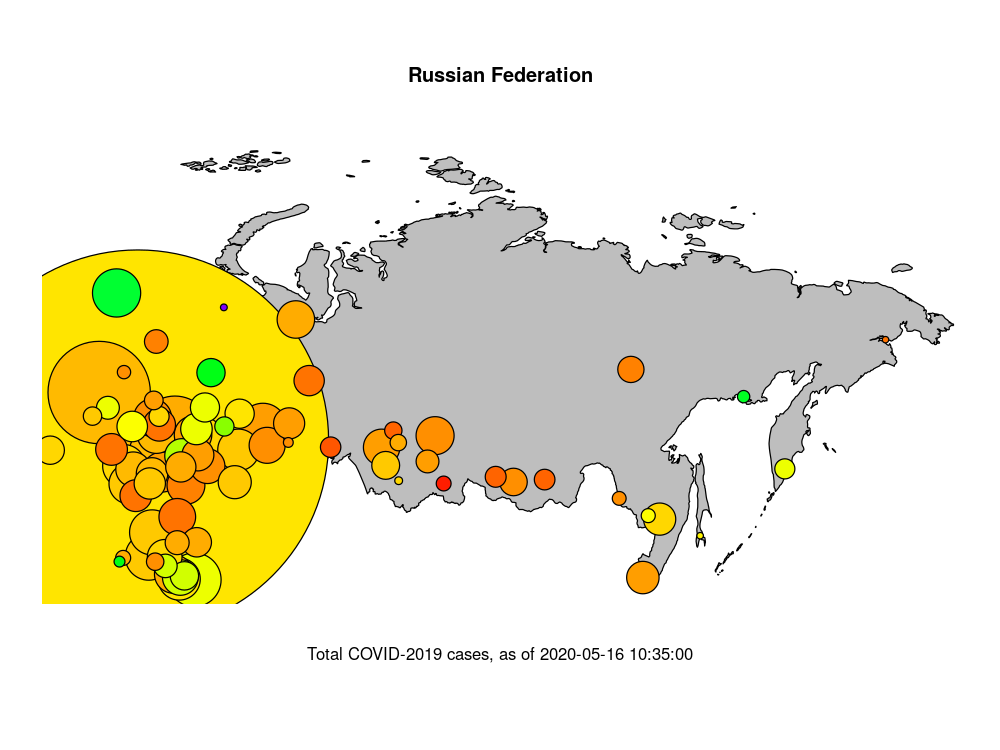 Russian Federation
Total COVID-2019 cases, as of 2020-05-16 10:35:00